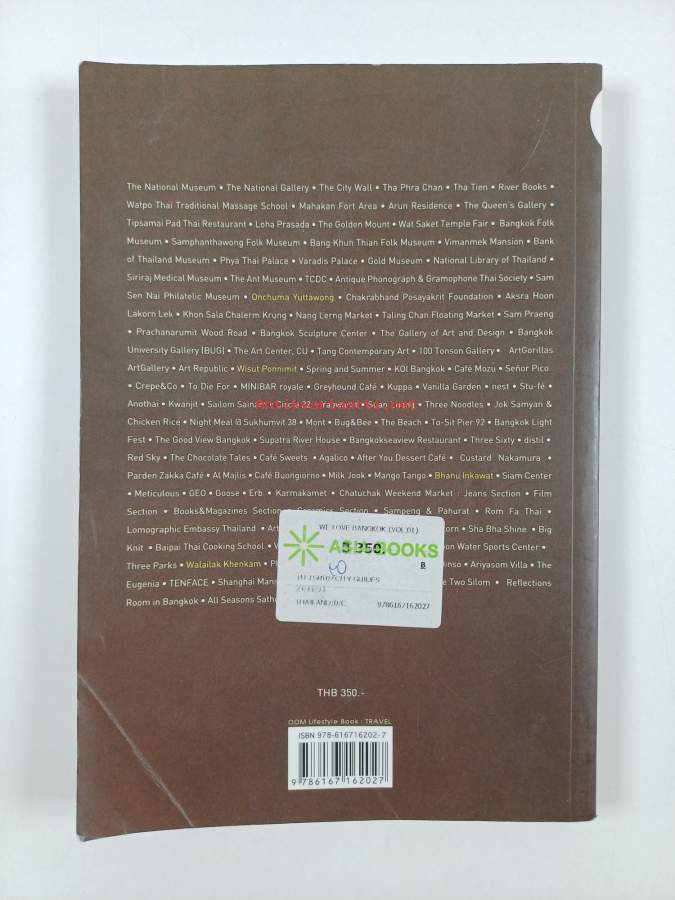 The National Museum • The National Gallery • The City Wall • Tha Phra Chan • Tha Tien • River Books •
Watpo Thai Traditional Massage School • Mahakan Fort Area • Arun Residence • The Queen's Gallery •
Tipsamai Pad Thai Restaurant • Loha Prasada • The Golden Mount • Wat Saket Temple Fair • Bangkok Folk
Museum • Samphanthawong Folk Museum • Bang Khun Thian Folk Museum • Vimanmek Mansion • Bank
of Thailand Museum • Phya Thai Palace • Varadis Palace • Gold Museum • National Library of Thailand •
Siriraj Medical Museum • The Ant Museum • TCDC • Antique Phonograph & Gramophone Thai Society • Sam
Sen Nai Philatelic Museum • Onchuma Yuttawong • Chakrabhand Posayakrit Foundation • Aksra Hoon
Lakorn Lek • Khon Sala Chalerm Krung • Nang Lerng Market • Taling Chan Floating Market • Sam Praeng
• Prachanarumit Wood Road • Bangkok Sculpture Center • The Gallery of Art and Design • Bangkok
University Gallery [BUG] • The Art Center, CU • Tang Contemporary Art • 100 Tonson Gallery • ArtGorillas
ArtGallery • Art Republic • Wisut Ponnimit • Spring and Summer • KOI Bangkok • Café Mozu • Señor Pico
• Crepe&Co • To Die For • MINIBAR royale • Greyhound Café • Kuppa • Vanilla Garden • nest • Stu-fé •
Anothai • Kwanjit • Sailom Sainam • Three Noodles • Jok Samyan &
Chicken Rice • Night Meal @ Sukhumvit 38 • Mont • Bug&Bee • The Beach • To-Sit Pier 92 • Bangkok Light
Fest • The Good View Bangkok • Supatra River House • Bangkokseaview Restaurant • Three Sixty • distil •
Red Sky • The Chocolate Tales • Café Sweets • Agalico • After You Dessert Café • Custard Nakamura •
Parden Zakka Café • Al Majlis • Café Buongiorno • Milk Jook • Mango Tango • Bhanu Inkawat • Siam Center
• Meticulous • GEO • Goose • Erb • Karmakamet • Chatuchak Weekend Market : Jeans Section • Film
Section • Books&Magazines Section • Ceramics Section • Sampeng & Pahurat • Rom Fa Thai •
Lomographic Embassy Thailand • Sha Bha Shine • Big
Knit • Baipai Thai Cooking School • Water Sports Center •
Three Parks • Walailak Khenkam • Ariyasom Villa • The
Eugenia • TENFACE • Shanghai Two Silom • Reflections
Room in Bangkok • All Seasons
WE LOVE BANGKOK (VOL.01)
฿ 350.
ASIA BOOKS
B
CITY GUIDES
THAILAND/O/C
9786167162027
THB 350.-
OOM Lifestyle Book : TRAVEL
ISBN 978-616716202-7
9 786167 162027